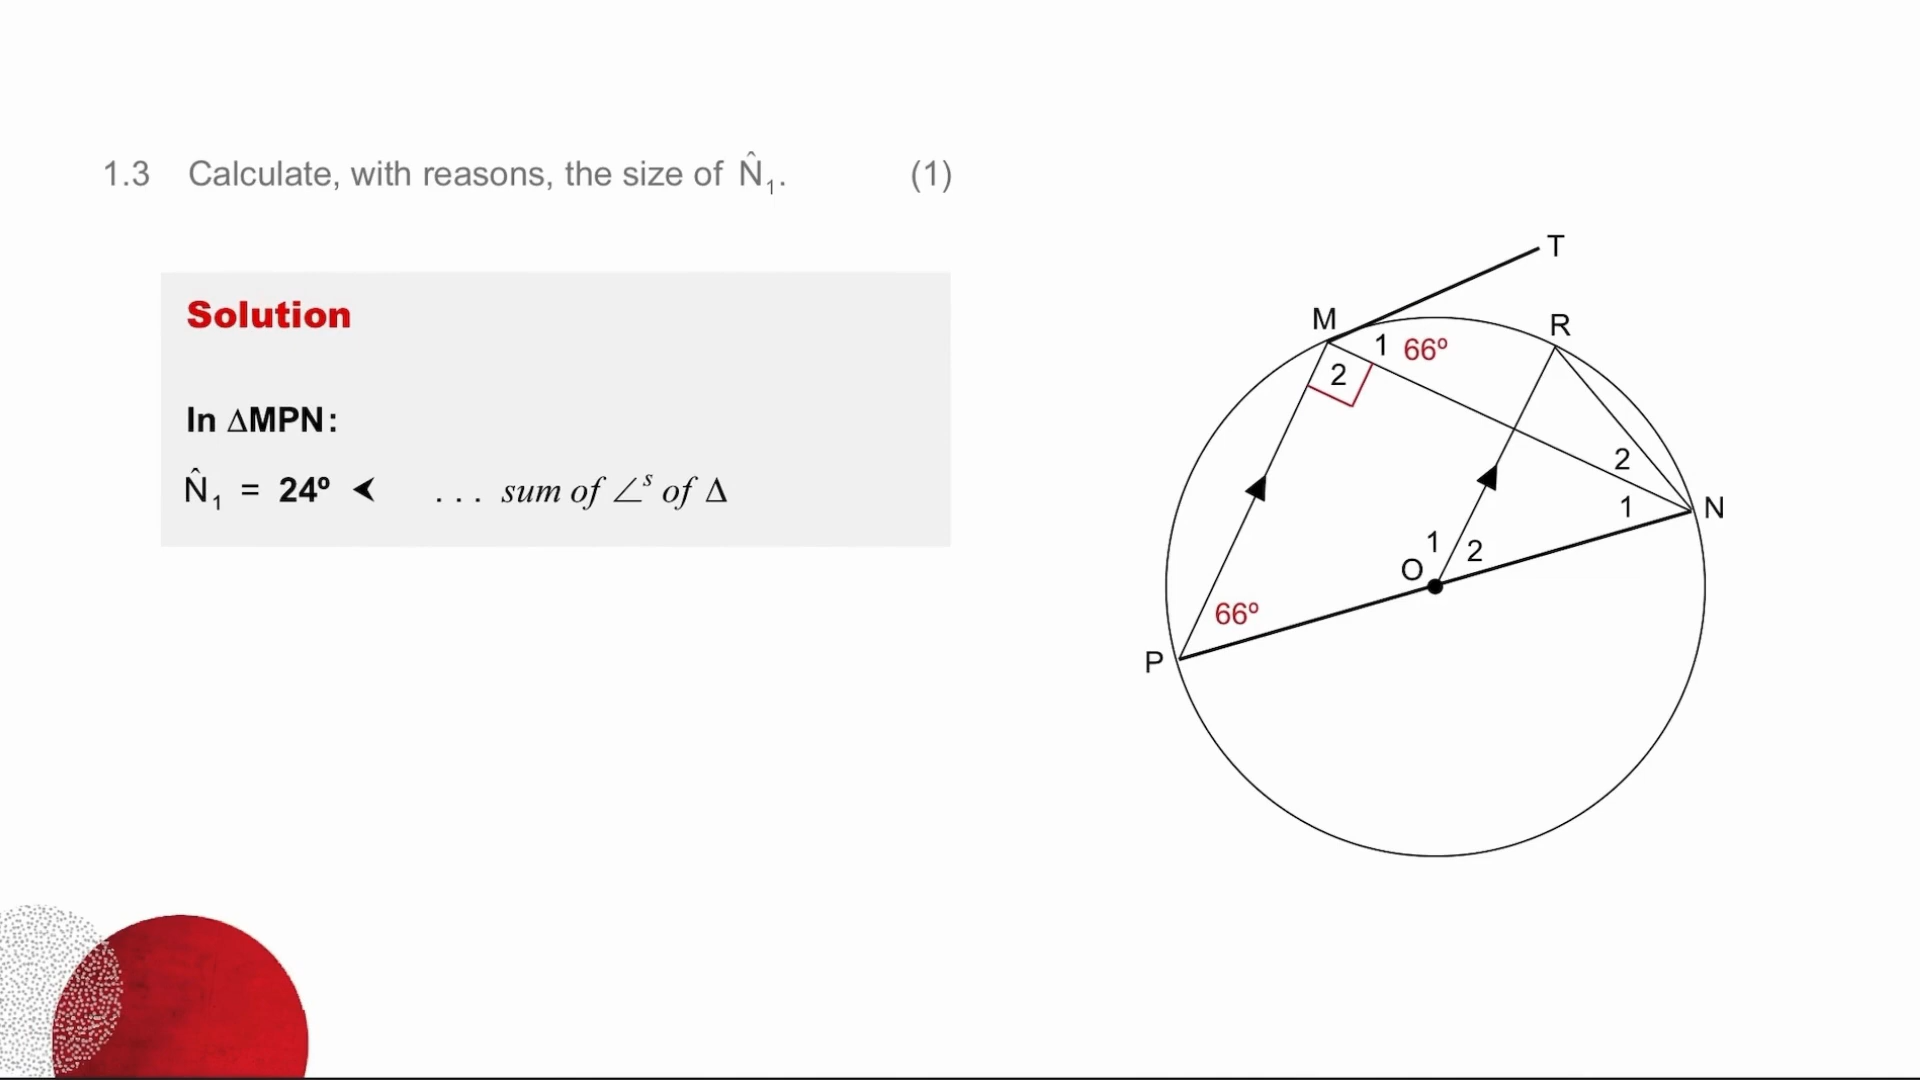 1.3 Calculate, with reasons, the size of N̂₁. (1)
Solution
In ΔMPN:
N̂₁ = 24º ⮜ . . . sum of ∠ˢ of Δ
T
M
R
1 66º
2
2
1
N
1
2
O
66º
P